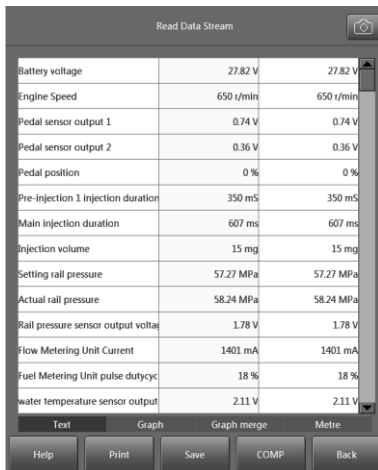 Read Data Stream
Battery voltage 27.82 V 27.82 V
Engine Speed 650 r/min 650 r/min
Pedal sensor output 1 0.74 V 0.74 V
Pedal sensor output 2 0.36 V 0.36 V
Pedal position 0 % 0 %
Pre-injection 1 injection duration 350 mS 350 mS
Main injection duration 607 ms 607 ms
Injection volume 15 mg 15 mg
Setting rail pressure 57.27 MPa 57.27 MPa
Actual rail pressure 58.24 MPa 58.24 MPa
Rail pressure sensor output voltag 1.78 V 1.78 V
Flow Metering Unit Current 1401 mA 1401 mA
Fuel Metering Unit pulse dutycyc 18 % 18 %
water temperature sensor output 2.11 V 2.11 V
Text Graph Graph merge Metre
Help Print Save COMP Back